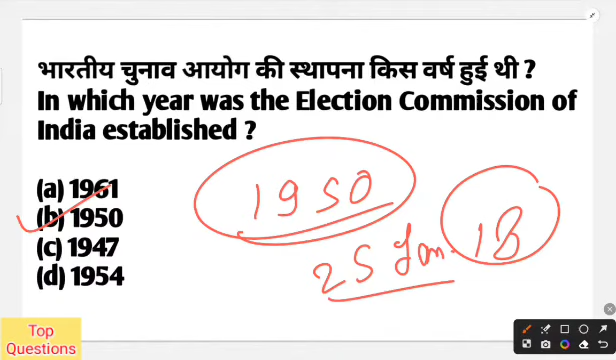 भारतीय चुनाव आयोग की स्थापना किस वर्ष हुई थी ?
In which year was the Election Commission of
India established ?
(a) 1961
(b) 1950
(c) 1947
(d) 1954
1950
25 Jan.
18
Top
Questions